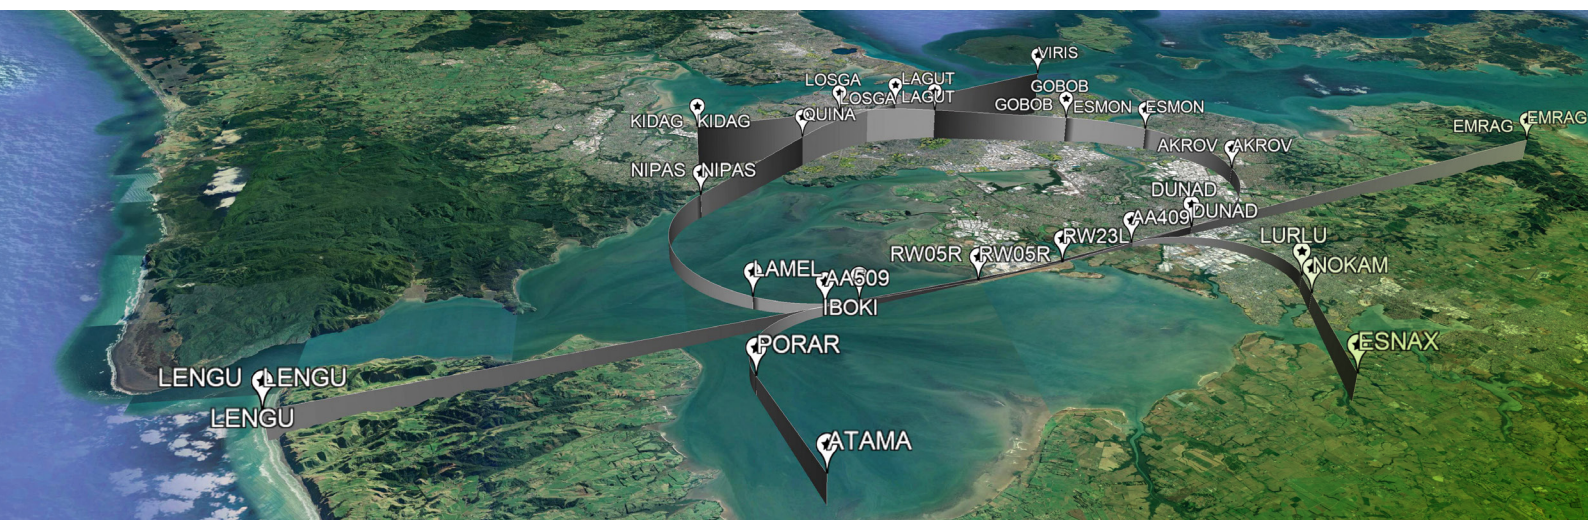 VIRIS
LOSGA
LAGUT
LOSGA
LAGUT
GOBOB
GOBOB
ESMON
ESMON
KIDAG
KIDAG
QUINA
EMRAG
EMRAG
AKROV
AKROV
NIPAS
NIPAS
DUNAD
DUNAD
AA409
RW23L
LURLU
RW05R
RW05R
NOKAM
LAMEL
AA509
IBOKI
PORAR
ESNAX
LENGU
LENGU
LENGU
ATAMA